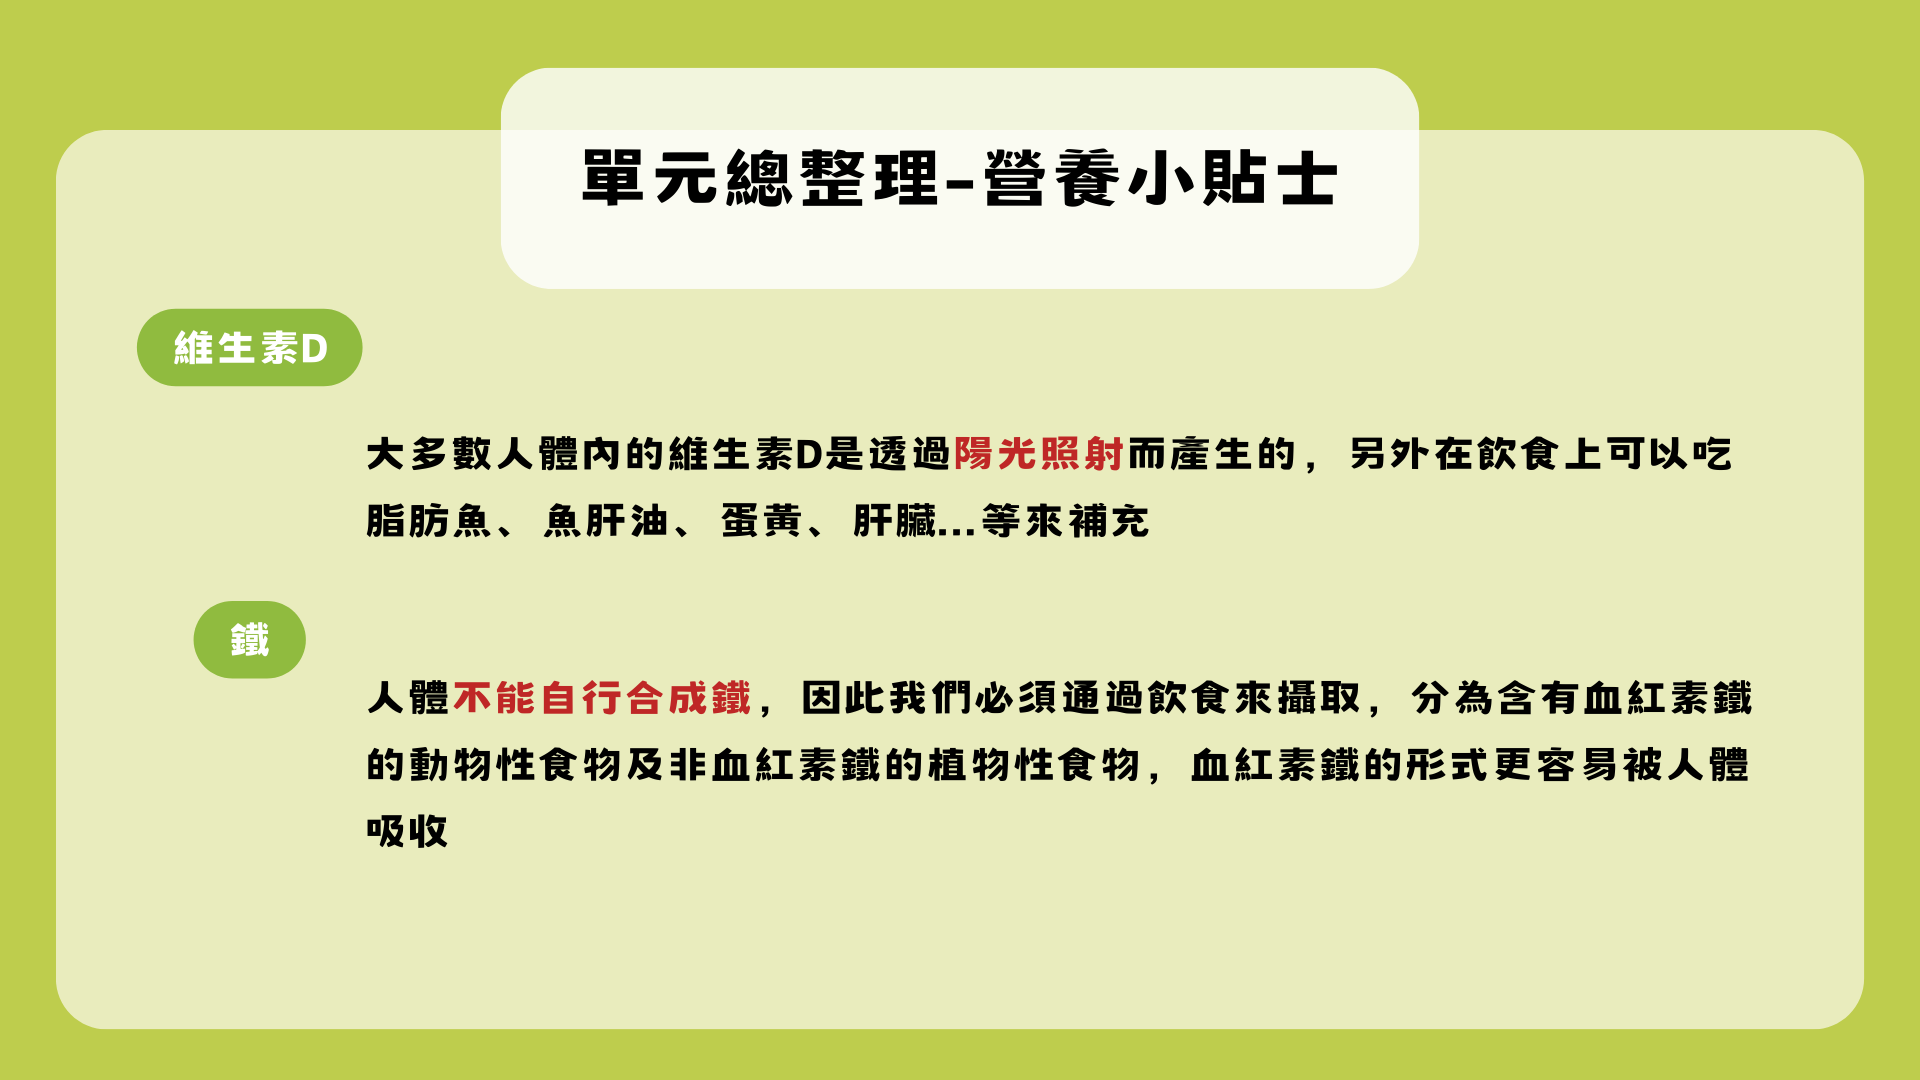 單元總整理-營養小貼士
維生素D
大多數人體內的維生素D是透過陽光照射而產生的，另外在飲食上可以吃
脂肪魚、魚肝油、蛋黃、肝臟...等來補充
鐵
人體不能自行合成鐵，因此我們必須通過飲食來攝取，分為含有血紅素鐵
的動物性食物及非血紅素鐵的植物性食物，血紅素鐵的形式更容易被人體
吸收